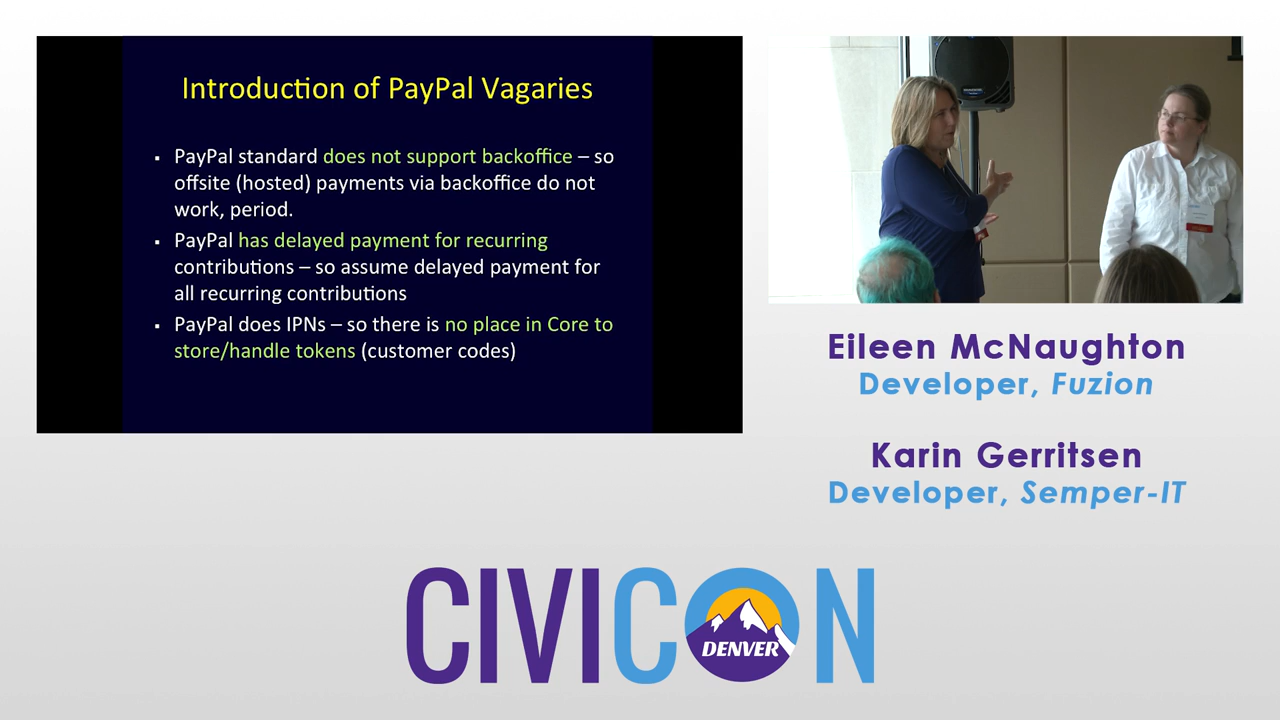 Introduction of PayPal Vagaries
▪ PayPal standard does not support backoffice – so
offsite (hosted) payments via backoffice do not
work, period.
▪ PayPal has delayed payment for recurring
contributions – so assume delayed payment for
all recurring contributions
▪ PayPal does IPNs – so there is no place in Core to
store/handle tokens (customer codes)
Eileen McNaughton
Developer, Fuzion
Karin Gerritsen
Developer, Semper-IT
CIVICON
DENVER